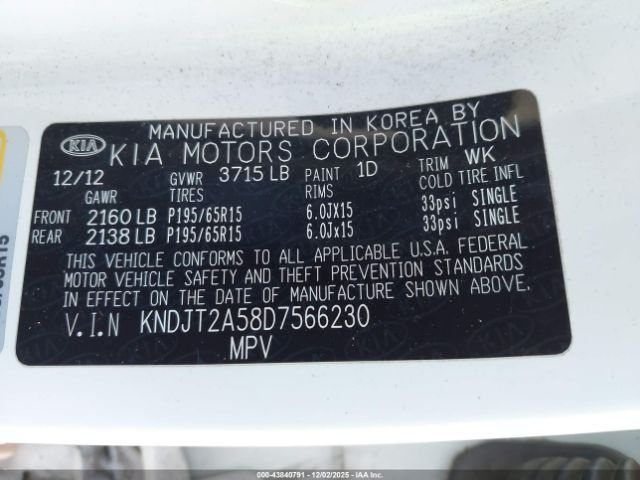 MANUFACTURED IN KOREA BY
KIA KIA MOTORS CORPORATION
12/12 GVWR 3715 LB PAINT 1D TRIM WK
GAWR TIRES RIMS COLD TIRE INFL
FRONT 2160 LB P195/65R15 6.0JX15 33psi SINGLE
REAR 2138 LB P195/65R15 6.0JX15 33psi SINGLE
THIS VEHICLE CONFORMS TO ALL APPLICABLE U.S.A. FEDERAL
MOTOR VEHICLE SAFETY AND THEFT PREVENTION STANDARDS
IN EFFECT ON THE DATE OF MANUFACTURE SHOWN ABOVE.
V.I.N KNDJT2A58D7566230
MPV
000-43840791 - 12/02/2025 - COPYRIGHT IAA, LLC.